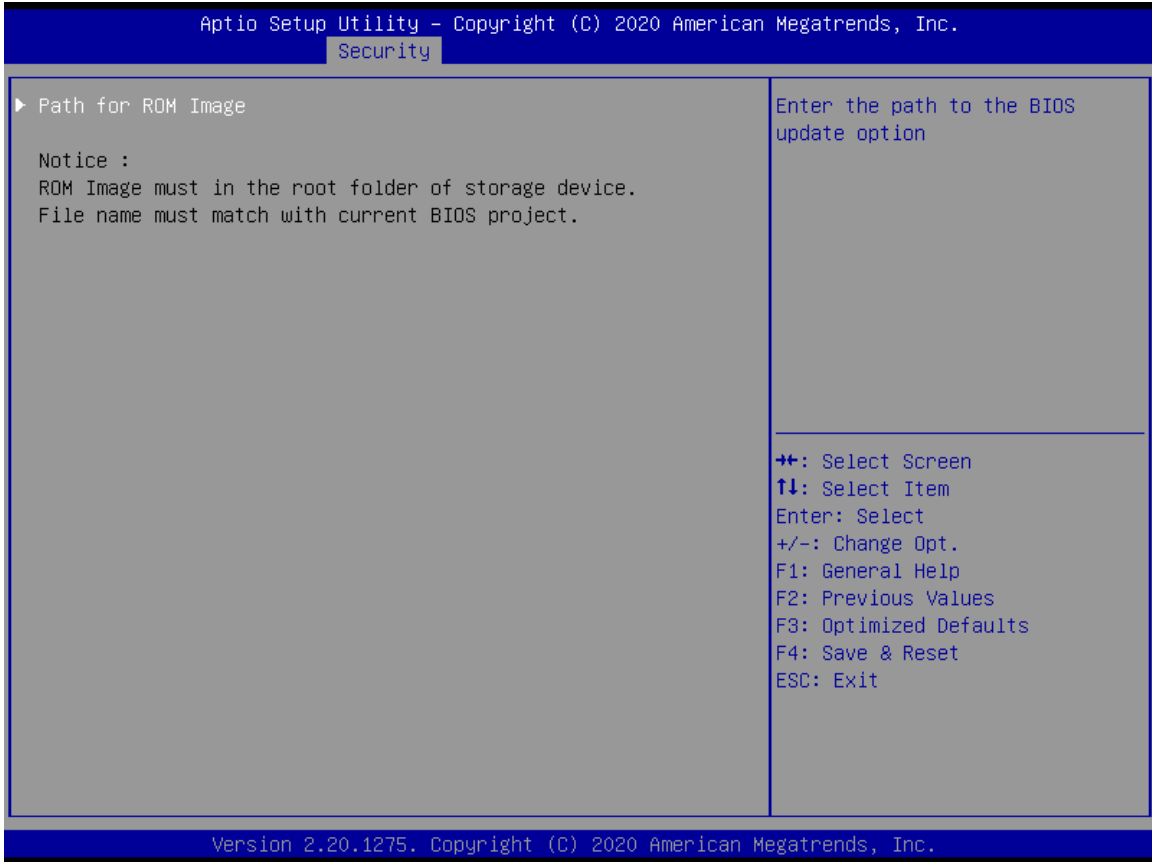 Aptio Setup Utility – Copyright (C) 2020 American Megatrends, Inc.
Security
▶ Path for ROM Image
Notice :
ROM Image must in the root folder of storage device.
File name must match with current BIOS project.
Enter the path to the BIOS
update option
→←: Select Screen
↑↓: Select Item
Enter: Select
+/-: Change Opt.
F1: General Help
F2: Previous Values
F3: Optimized Defaults
F4: Save & Reset
ESC: Exit
Version 2.20.1275. Copyright (C) 2020 American Megatrends, Inc.